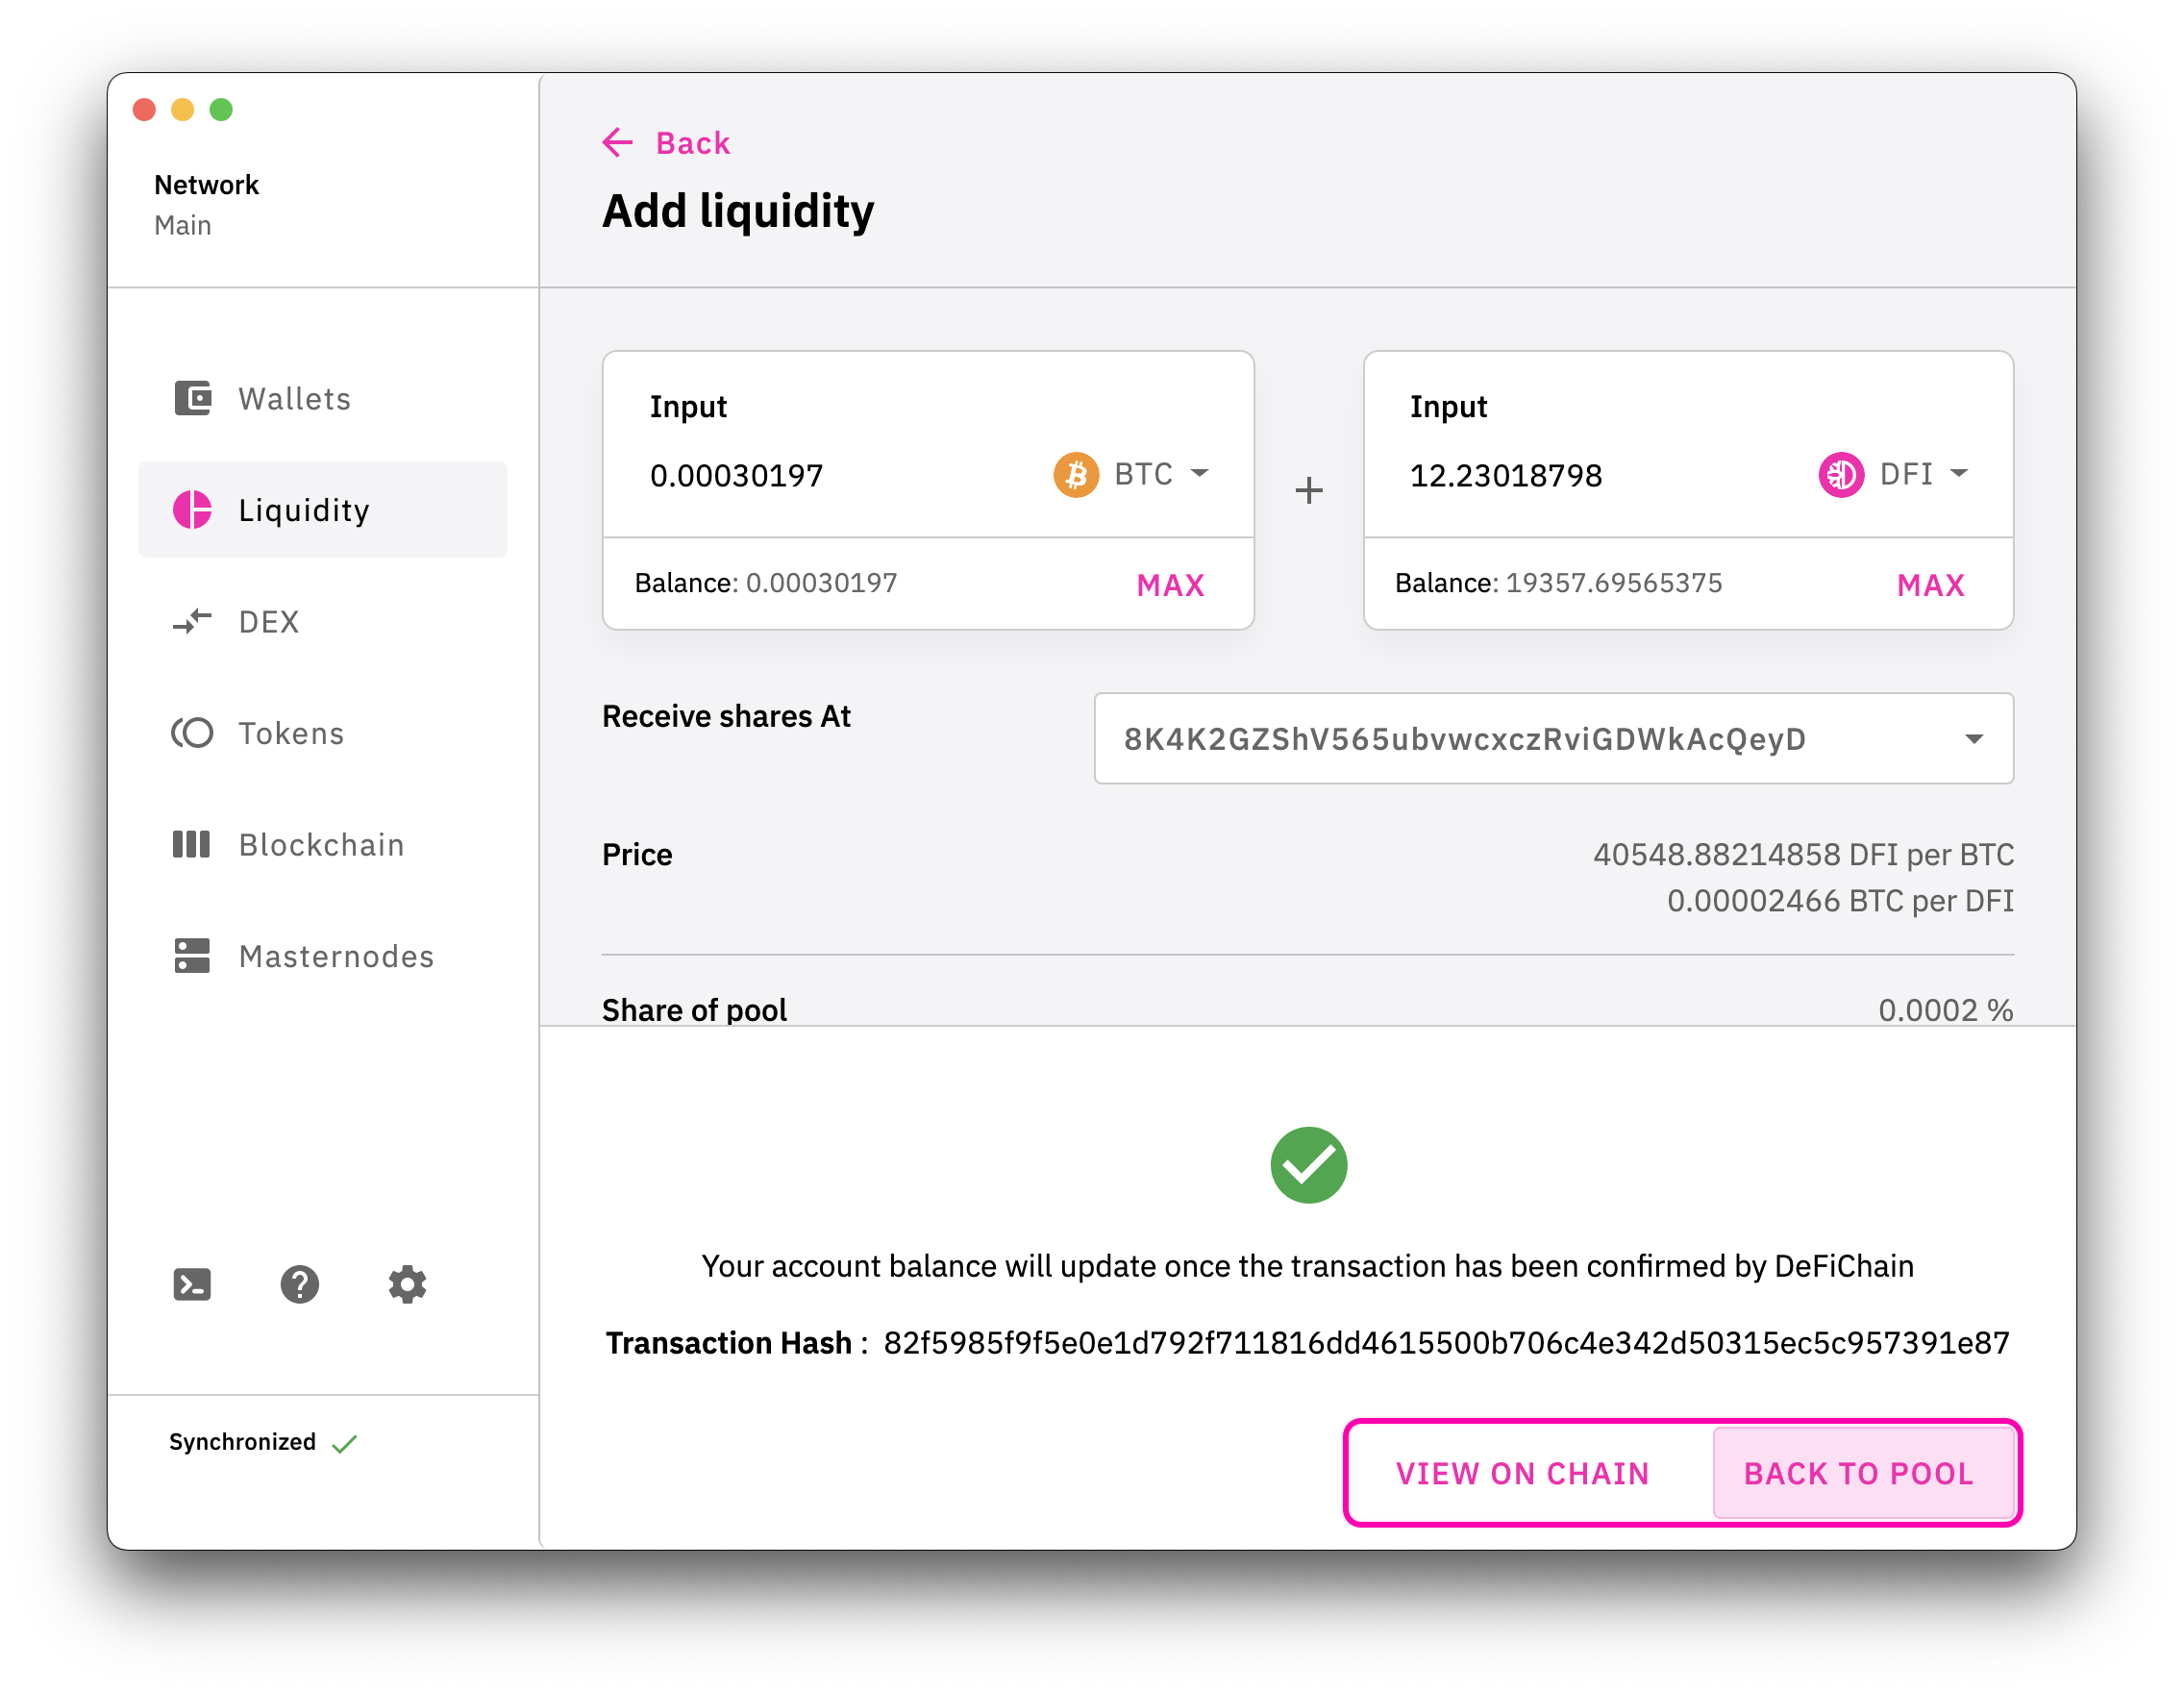 Network
Main
Wallets
Liquidity
DEX
Tokens
Blockchain
Masternodes
Synchronized
Back
Add liquidity
Input
0.00030197 BTC
Balance: 0.00030197 MAX
+
Input
12.23018798 DFI
Balance: 19357.69565375 MAX
Receive shares At 8K4K2GZShV565ubvwcxczRviGDWkAcQeyD
Price 40548.88214858 DFI per BTC
0.00002466 BTC per DFI
Share of pool 0.0002 %
Your account balance will update once the transaction has been confirmed by DeFiChain
Transaction Hash : 82f5985f9f5e0e1d792f711816dd4615500b706c4e342d50315ec5c957391e87
VIEW ON CHAIN BACK TO POOL